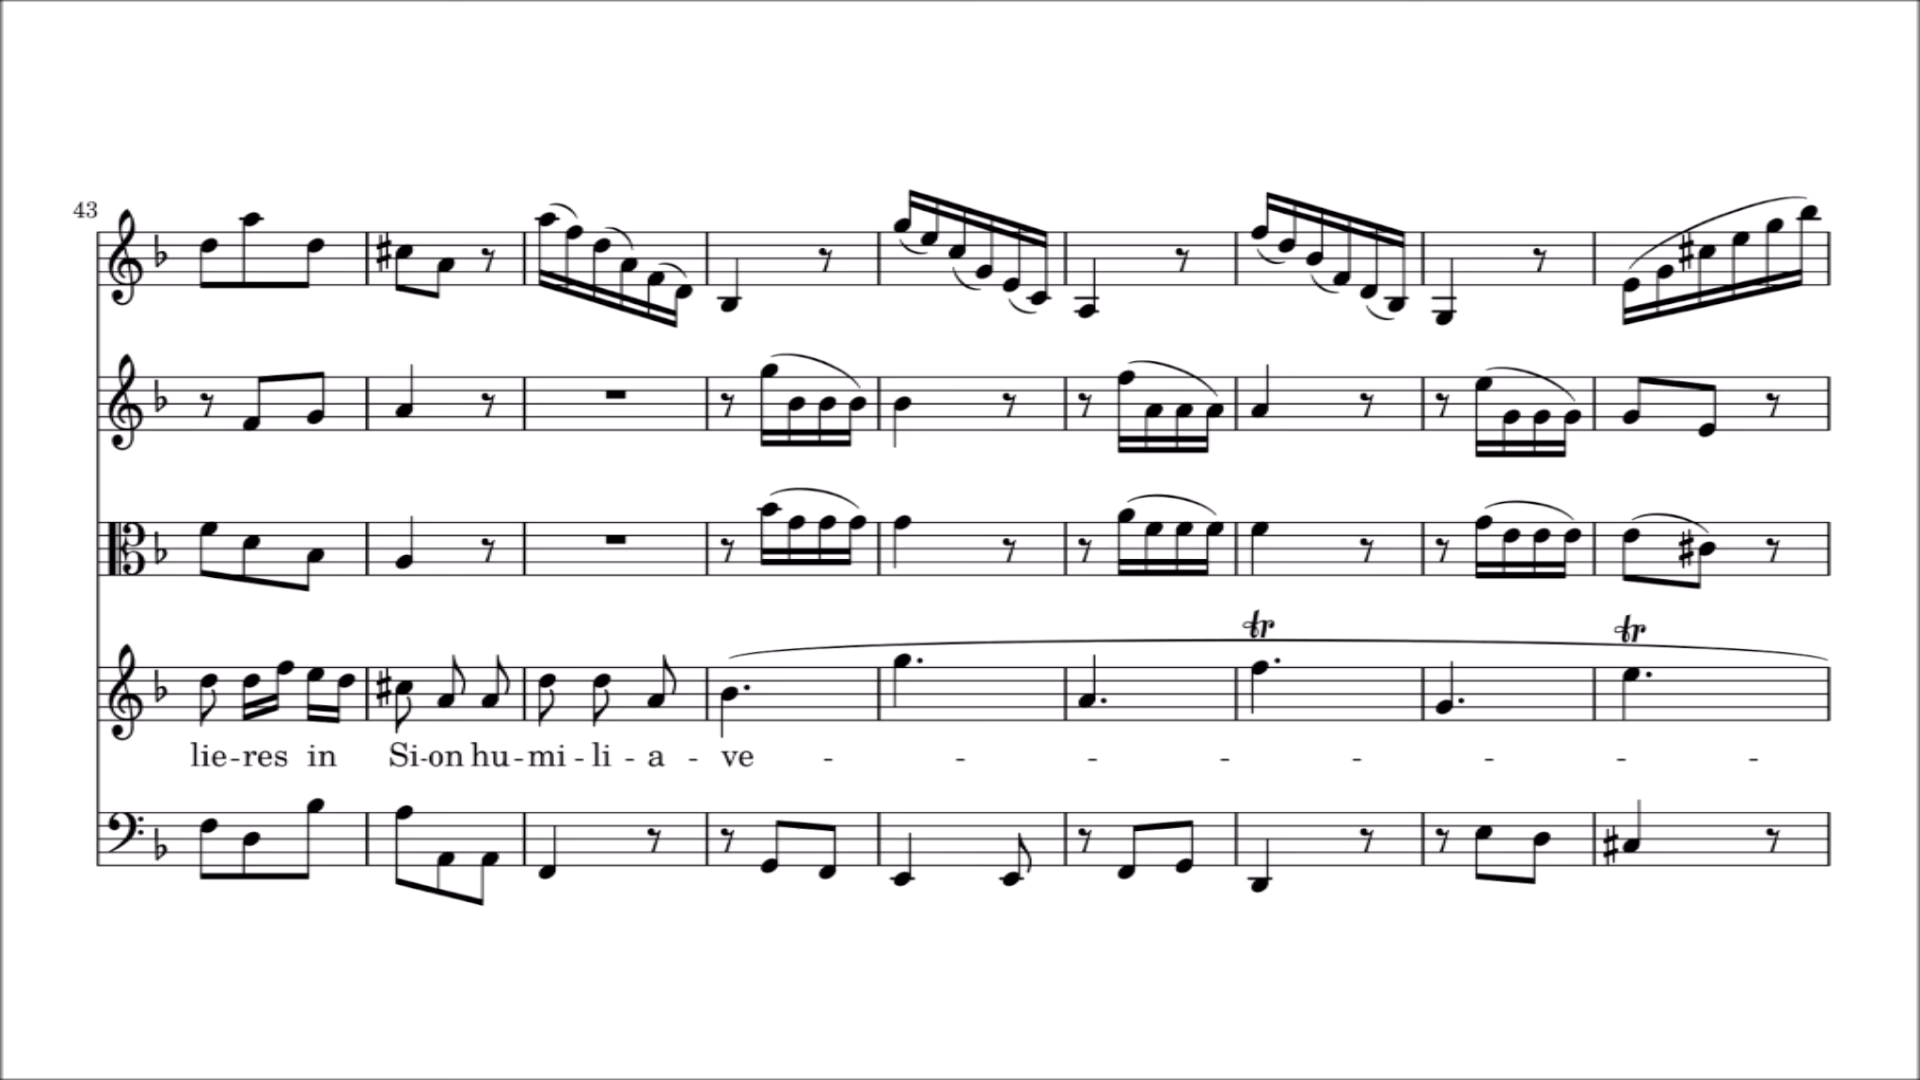 43
tr tr
lie-res in Si-on hu-mi-li-a-ve - - - - - - - -